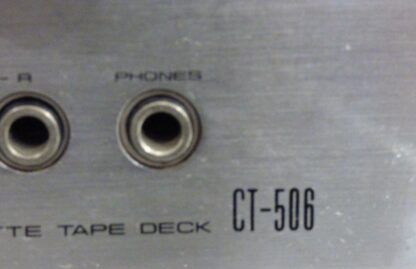 - R PHONES
TTE TAPE DECK CT-506